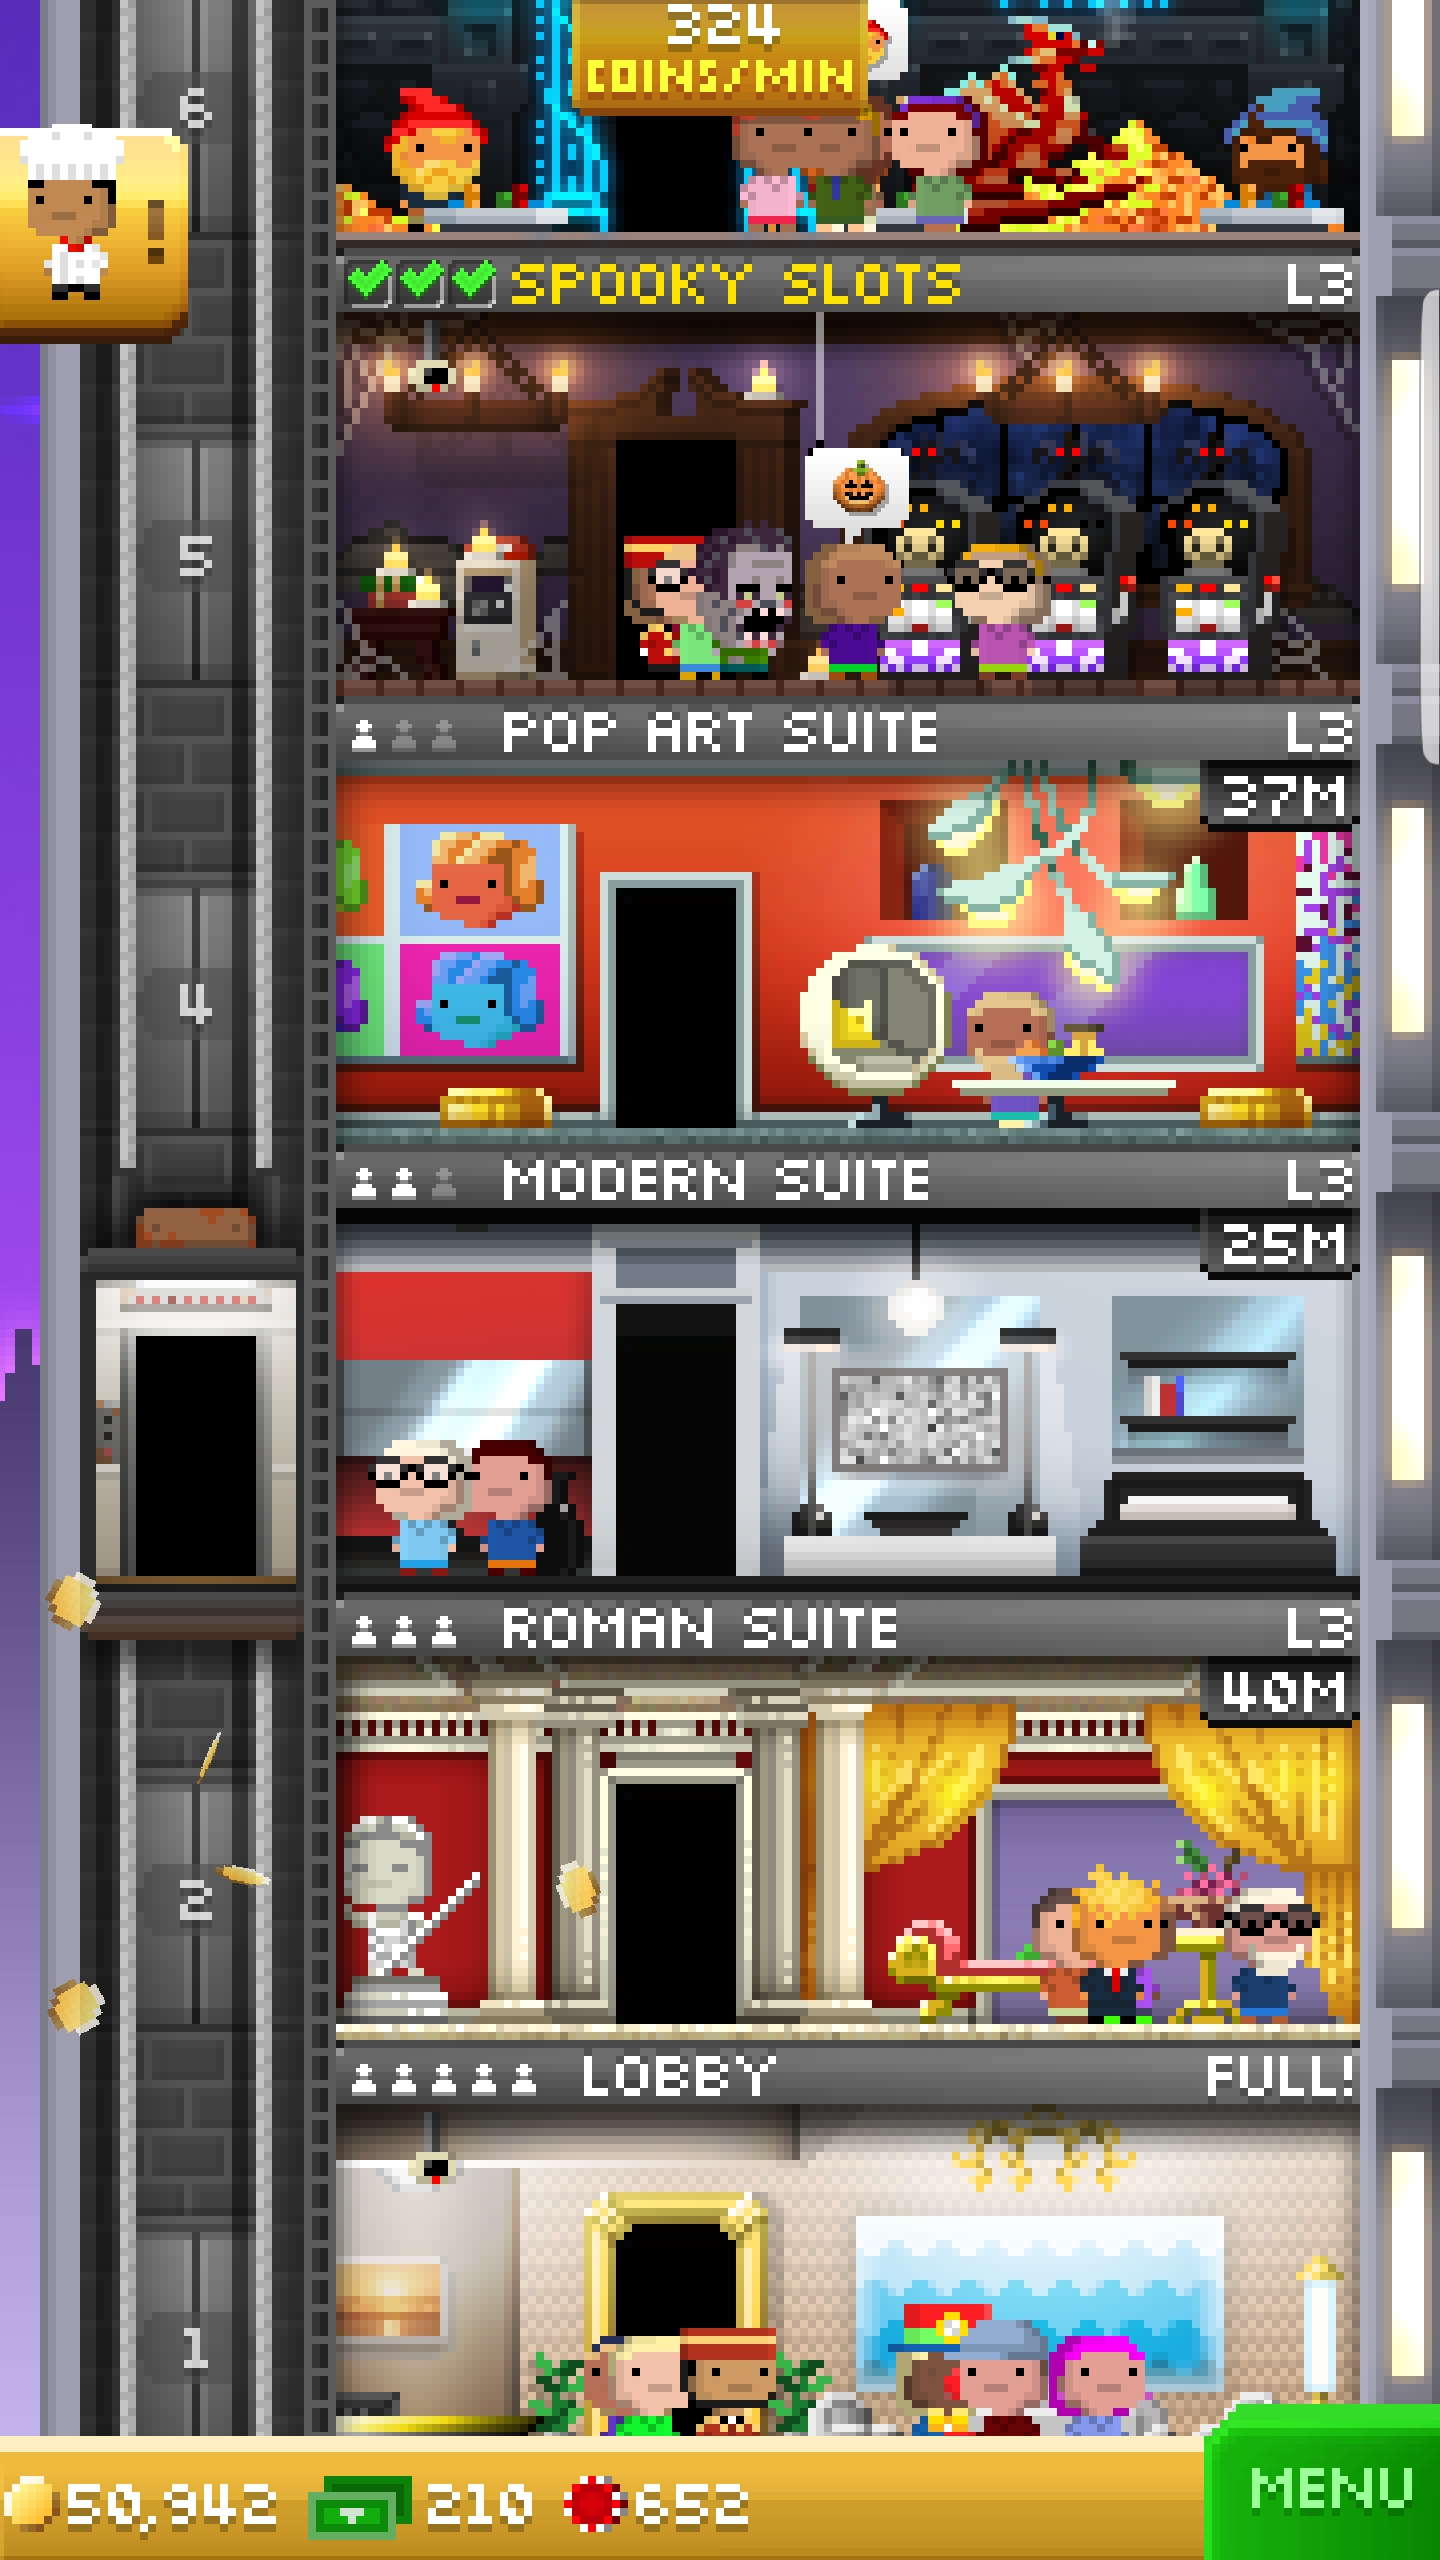 324
COINS/MIN
6
SPOOKY SLOTS L3
5
POP ART SUITE L3
37M
4
MODERN SUITE L3
25M
ROMAN SUITE L3
40M
2
LOBBY FULL!
1
50,942 210 652 MENU